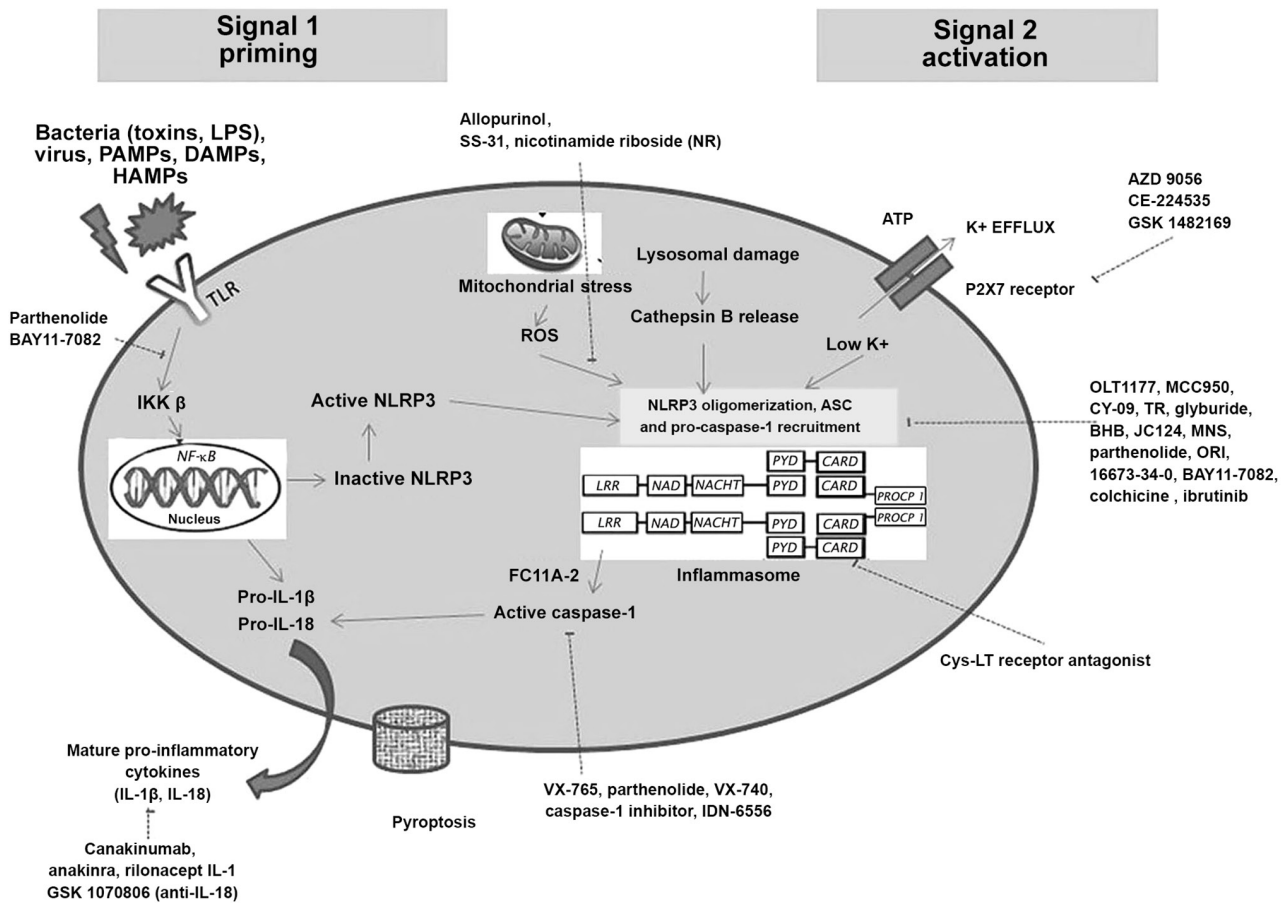 Signal 1
priming
Signal 2
activation
Bacteria (toxins, LPS),
virus, PAMPs, DAMPs,
HAMPs
Allopurinol,
SS-31, nicotinamide riboside (NR)
AZD 9056
CE-224535
GSK 1482169
ATP
K+ EFFLUX
P2X7 receptor
TLR
Mitochondrial stress
ROS
Lysosomal damage
Cathepsin B release
Low K+
Parthenolide
BAY11-7082
IKK β
NF-κB
Nucleus
Active NLRP3
Inactive NLRP3
NLRP3 oligomerization, ASC
and pro-caspase-1 recruitment
OLT1177, MCC950,
CY-09, TR, glyburide,
BHB, JC124, MNS,
parthenolide, ORI,
16673-34-0, BAY11-7082,
colchicine , ibrutinib
PYD CARD
LRR NAD NACHT PYD CARD
PROCP 1
LRR NAD NACHT PYD CARD
PROCP 1
PYD CARD
Inflammasome
FC11A-2
Active caspase-1
Pro-IL-1β
Pro-IL-18
Cys-LT receptor antagonist
Mature pro-inflammatory
cytokines
(IL-1β, IL-18)
Pyroptosis
VX-765, parthenolide, VX-740,
caspase-1 inhibitor, IDN-6556
Canakinumab,
anakinra, rilonacept IL-1
GSK 1070806 (anti-IL-18)